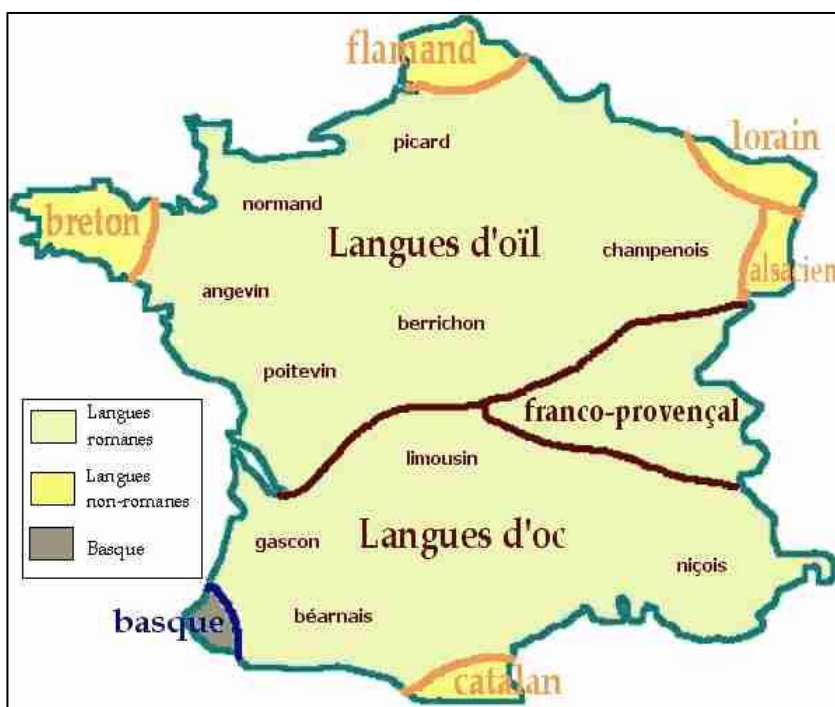 flamand
lorain
picard
breton
normand
Langues d'oïl
champenois
alsacien
angevin
berrichon
poitevin
franco-provençal
Langues
romanes
limousin
Langues
non-romanes
Langues d'oc
gascon
Basque
niçois
basque
béarnais
catalan